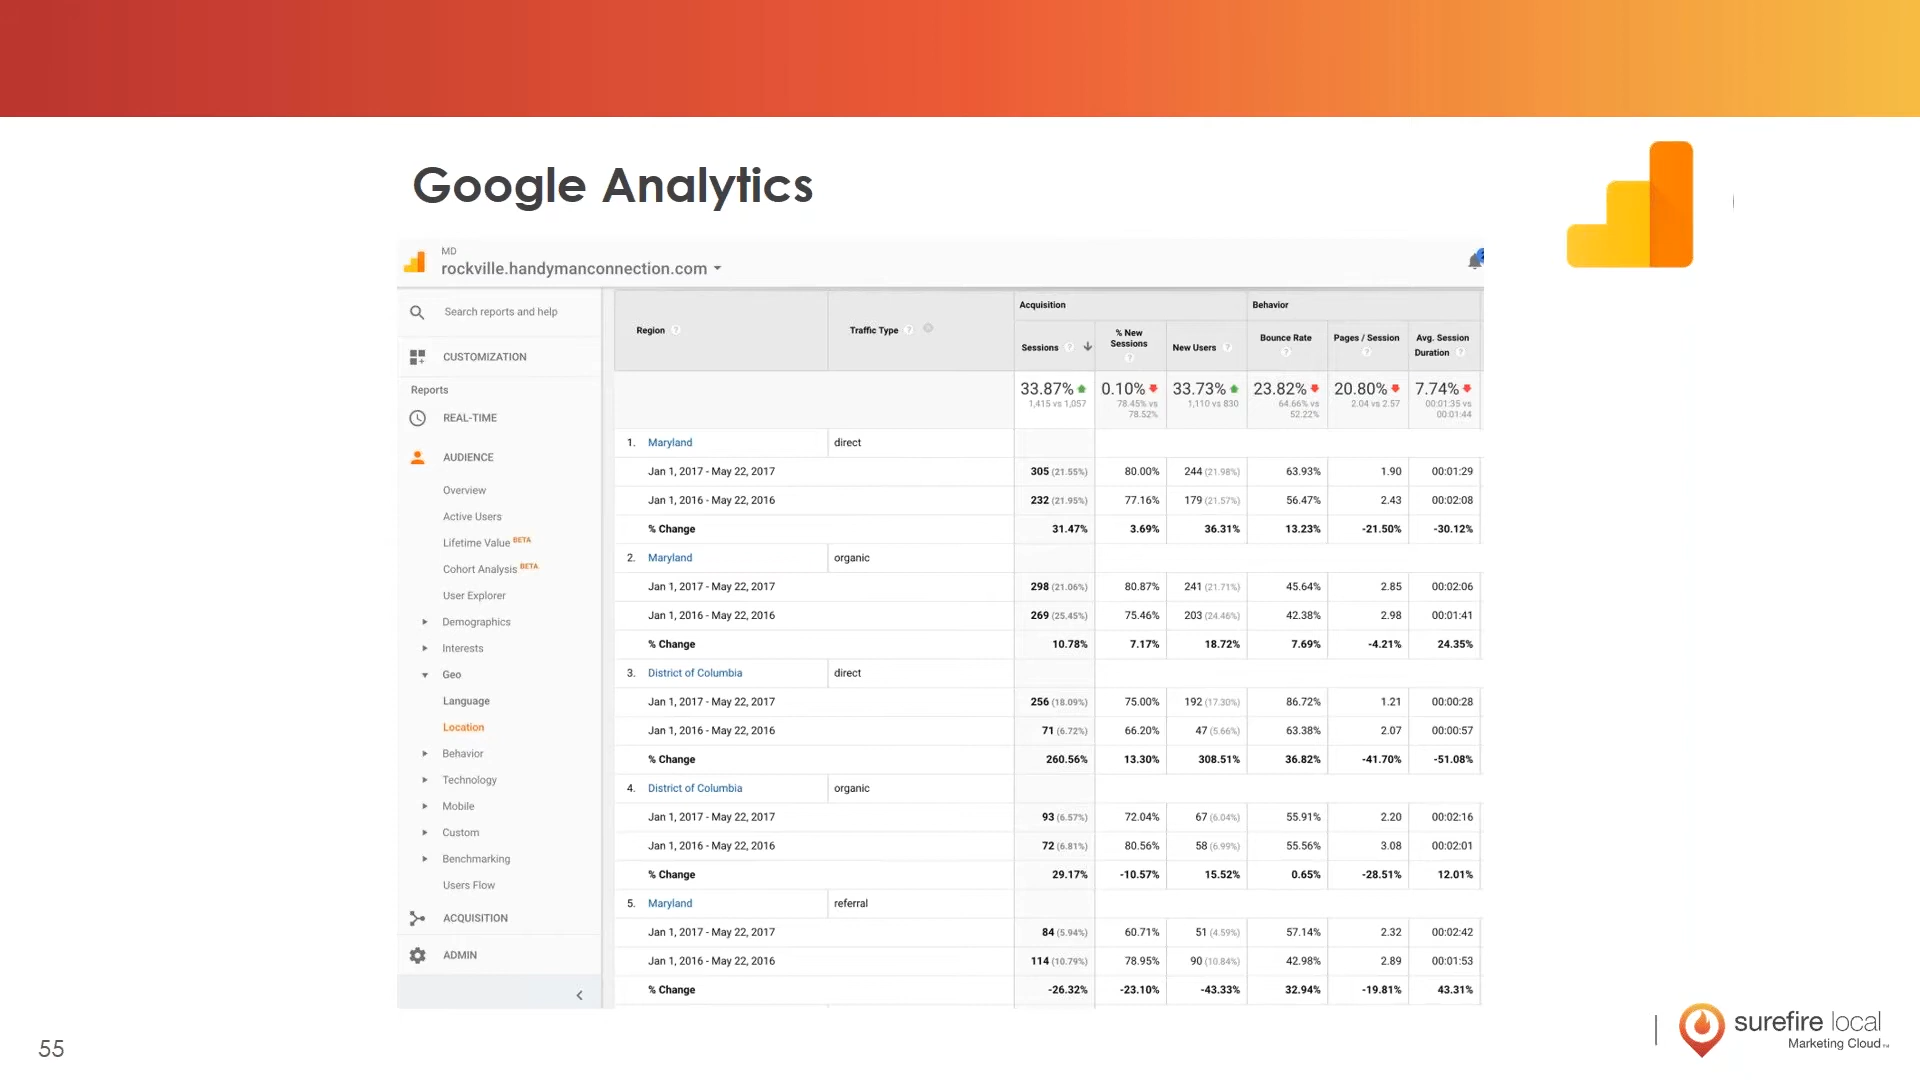 Google Analytics
MD
rockville.handymanconnection.com
Search reports and help
CUSTOMIZATION
Reports
REAL-TIME
AUDIENCE
Overview
Active Users
Lifetime Value BETA
Cohort Analysis BETA
User Explorer
Demographics
Interests
Geo
Language
Location
Behavior
Technology
Mobile
Custom
Benchmarking
Users Flow
ACQUISITION
ADMIN
Region Traffic Type Acquisition Behavior
Sessions % New Sessions New Users Bounce Rate Pages / Session Avg. Session Duration
33.87% 0.10% 33.73% 23.82% 20.80% 7.74%
1,415 vs 1,057 78.45% vs 78.52% 1,110 vs 830 64.66% vs 52.22% 2.04 vs 2.57 00:01:35 vs 00:01:44
1. Maryland direct
Jan 1, 2017 - May 22, 2017 305 (21.55%) 80.00% 244 (21.98%) 63.93% 1.90 00:01:29
Jan 1, 2016 - May 22, 2016 232 (21.95%) 77.16% 179 (21.57%) 56.47% 2.43 00:02:08
% Change 31.47% 3.69% 36.31% 13.23% -21.50% -30.12%
2. Maryland organic
Jan 1, 2017 - May 22, 2017 298 (21.06%) 80.87% 241 (21.71%) 45.64% 2.85 00:02:06
Jan 1, 2016 - May 22, 2016 269 (25.45%) 75.46% 203 (24.46%) 42.38% 2.98 00:01:41
% Change 10.78% 7.17% 18.72% 7.69% -4.21% 24.35%
3. District of Columbia direct
Jan 1, 2017 - May 22, 2017 256 (18.09%) 75.00% 192 (17.30%) 86.72% 1.21 00:00:28
Jan 1, 2016 - May 22, 2016 71 (6.72%) 66.20% 47 (5.66%) 63.38% 2.07 00:00:57
% Change 260.56% 13.30% 308.51% 36.82% -41.70% -51.08%
4. District of Columbia organic
Jan 1, 2017 - May 22, 2017 93 (6.57%) 72.04% 67 (6.04%) 55.91% 2.20 00:02:16
Jan 1, 2016 - May 22, 2016 72 (6.81%) 80.56% 58 (6.99%) 55.56% 3.08 00:02:01
% Change 29.17% -10.57% 15.52% 0.65% -28.51% 12.01%
5. Maryland referral
Jan 1, 2017 - May 22, 2017 84 (5.94%) 60.71% 51 (4.59%) 57.14% 2.32 00:02:42
Jan 1, 2016 - May 22, 2016 114 (10.79%) 78.95% 90 (10.84%) 42.98% 2.89 00:01:53
% Change -26.32% -23.10% -43.33% 32.94% -19.81% 43.31%
55
surefire local
Marketing Cloud